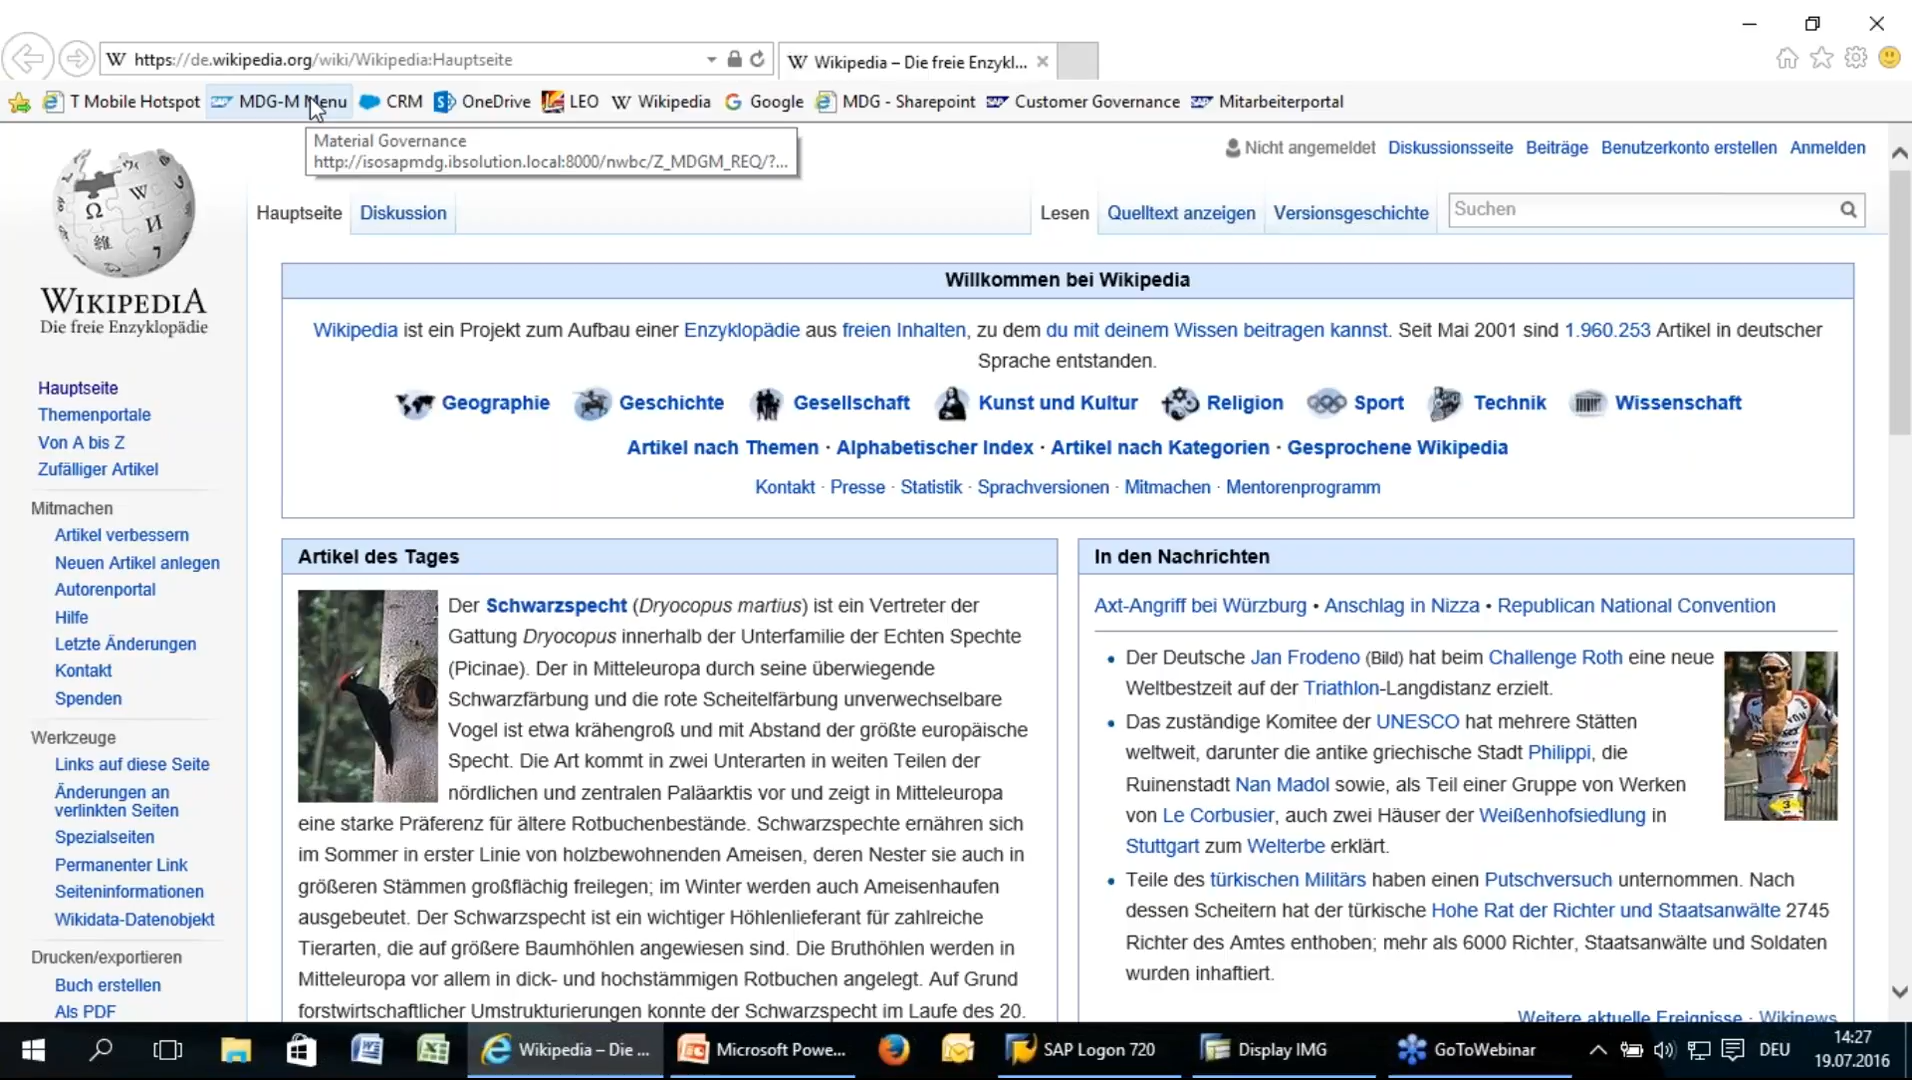 https://de.wikipedia.org/wiki/Wikipedia:Hauptseite
Wikipedia – Die freie Enzykl...
T Mobile Hotspot
MDG-M Menu
CRM
OneDrive
LEO
Wikipedia
Google
MDG - Sharepoint
Customer Governance
Mitarbeiterportal
Material Governance
http://isosapmdg.ibsolution.local:8000/nwbc/Z_MDGM_REQ/?...
Nicht angemeldet Diskussionsseite Beiträge Benutzerkonto erstellen Anmelden
WIKIPEDIA
Die freie Enzyklopädie
Hauptseite Diskussion
Lesen Quelltext anzeigen Versionsgeschichte
Suchen
Hauptseite
Themenportale
Von A bis Z
Zufälliger Artikel
Mitmachen
Artikel verbessern
Neuen Artikel anlegen
Autorenportal
Hilfe
Letzte Änderungen
Kontakt
Spenden
Werkzeuge
Links auf diese Seite
Änderungen an
verlinkten Seiten
Spezialseiten
Permanenter Link
Seiteninformationen
Wikidata-Datenobjekt
Drucken/exportieren
Buch erstellen
Als PDF
Willkommen bei Wikipedia
Wikipedia ist ein Projekt zum Aufbau einer Enzyklopädie aus freien Inhalten, zu dem du mit deinem Wissen beitragen kannst. Seit Mai 2001 sind 1.960.253 Artikel in deutscher
Sprache entstanden.
Geographie Geschichte Gesellschaft Kunst und Kultur Religion Sport Technik Wissenschaft
Artikel nach Themen · Alphabetischer Index · Artikel nach Kategorien · Gesprochene Wikipedia
Kontakt · Presse · Statistik · Sprachversionen · Mitmachen · Mentorenprogramm
Artikel des Tages
Der Schwarzspecht (Dryocopus martius) ist ein Vertreter der
Gattung Dryocopus innerhalb der Unterfamilie der Echten Spechte
(Picinae). Der in Mitteleuropa durch seine überwiegende
Schwarzfärbung und die rote Scheitelfärbung unverwechselbare
Vogel ist etwa krähengroß und mit Abstand der größte europäische
Specht. Die Art kommt in zwei Unterarten in weiten Teilen der
nördlichen und zentralen Paläarktis vor und zeigt in Mitteleuropa
eine starke Präferenz für ältere Rotbuchenbestände. Schwarzspechte ernähren sich
im Sommer in erster Linie von holzbewohnenden Ameisen, deren Nester sie auch in
größeren Stämmen großflächig freilegen; im Winter werden auch Ameisenhaufen
ausgebeutet. Der Schwarzspecht ist ein wichtiger Höhlenlieferant für zahlreiche
Tierarten, die auf größere Baumhöhlen angewiesen sind. Die Bruthöhlen werden in
Mitteleuropa vor allem in dick- und hochstämmigen Rotbuchen angelegt. Auf Grund
forstwirtschaftlicher Umstrukturierungen konnte der Schwarzspecht im Laufe des 20.
In den Nachrichten
Axt-Angriff bei Würzburg • Anschlag in Nizza • Republican National Convention
Der Deutsche Jan Frodeno (Bild) hat beim Challenge Roth eine neue
Weltbestzeit auf der Triathlon-Langdistanz erzielt.
Das zuständige Komitee der UNESCO hat mehrere Stätten
weltweit, darunter die antike griechische Stadt Philippi, die
Ruinenstadt Nan Madol sowie, als Teil einer Gruppe von Werken
von Le Corbusier, auch zwei Häuser der Weißenhofsiedlung in
Stuttgart zum Welterbe erklärt.
Teile des türkischen Militärs haben einen Putschversuch unternommen. Nach
dessen Scheitern hat der türkische Hohe Rat der Richter und Staatsanwälte 2745
Richter des Amtes enthoben; mehr als 6000 Richter, Staatsanwälte und Soldaten
wurden inhaftiert.
Weitere aktuelle Ereignisse · Wikinews
Wikipedia – Die ...
Microsoft Powe...
SAP Logon 720
Display IMG
GoToWebinar
DEU
14:27
19.07.2016